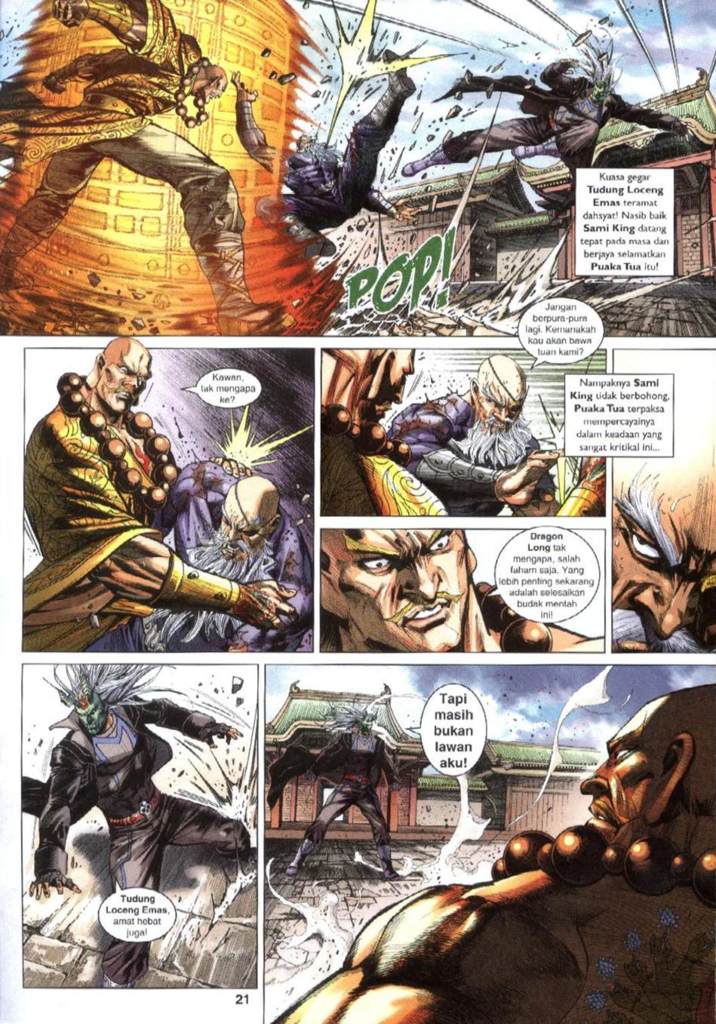 Kuasa gegar
Tudung Loceng
Emas teramat
dahsyat! Nasib baik
Sami King datang
tepat pada masa dan
berjaya selamatkan
Puaka Tua itu!
POP!
Kawan,
tak mengapa
ke?
Jangan
berpura-pura
lagi. Kemanakah
kau akan bawa
tuan kami?
Nampaknya Sami
King tidak berbohong,
Puaka Tua terpaksa
mempercayainya
dalam keadaan yang
sangat kritikal ini...
Dragon
Long tak
mengapa, salah
faham saja. Yang
lebih penting sekarang
adalah selesaikan
budak mentah
ini!
Tudung
Loceng Emas,
amat hebat
juga!
Tapi
masih
bukan
lawan
aku!
21